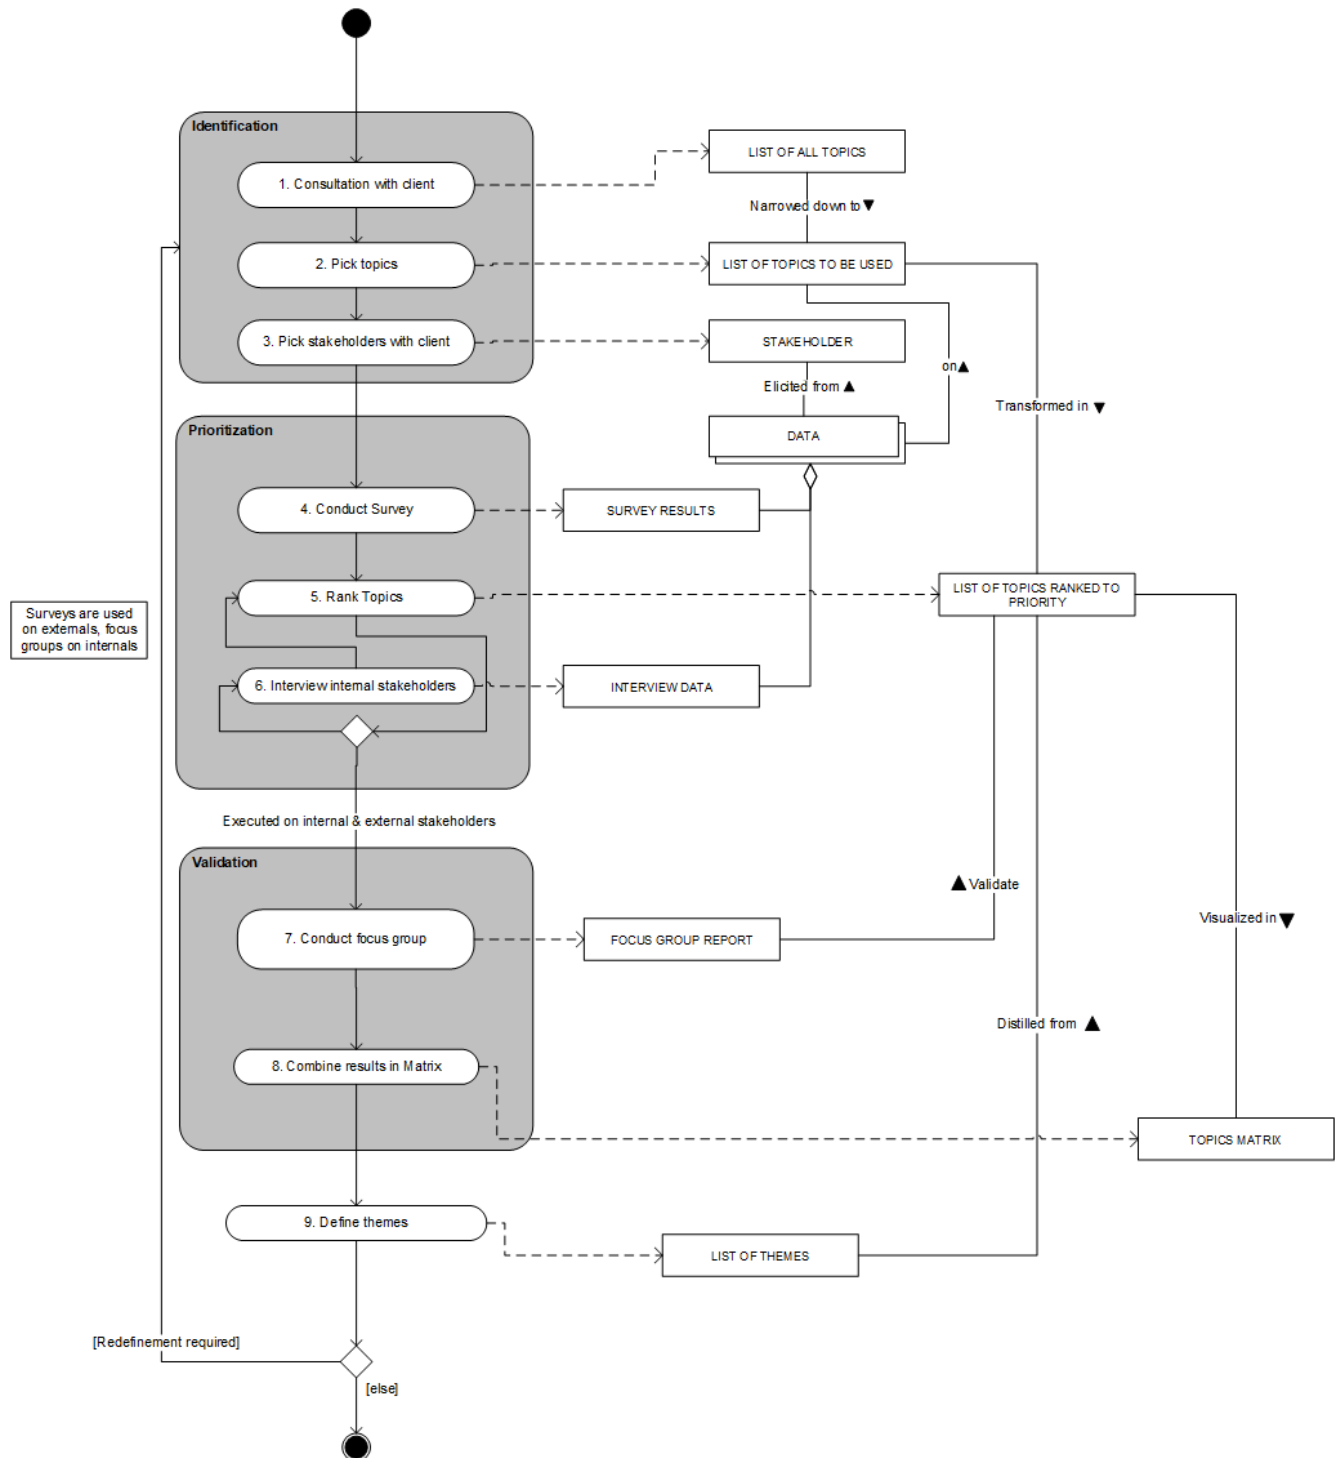 Identification
1. Consultation with client
LIST OF ALL TOPICS
Narrowed down to ▼
2. Pick topics
LIST OF TOPICS TO BE USED
3. Pick stakeholders with client
STAKEHOLDER
on▲
Elicited from ▲
Transformed in ▼
Prioritization
DATA
4. Conduct Survey
SURVEY RESULTS
5. Rank Topics
LIST OF TOPICS RANKED TO
PRIORITY
Surveys are used
on externals, focus
groups on internals
6. Interview internal stakeholders
INTERVIEW DATA
Executed on internal & external stakeholders
Validation
▲ Validate
Visualized in ▼
7. Conduct focus group
FOCUS GROUP REPORT
Distilled from ▲
8. Combine results in Matrix
TOPICS MATRIX
9. Define themes
LIST OF THEMES
[Redefinement required]
[else]